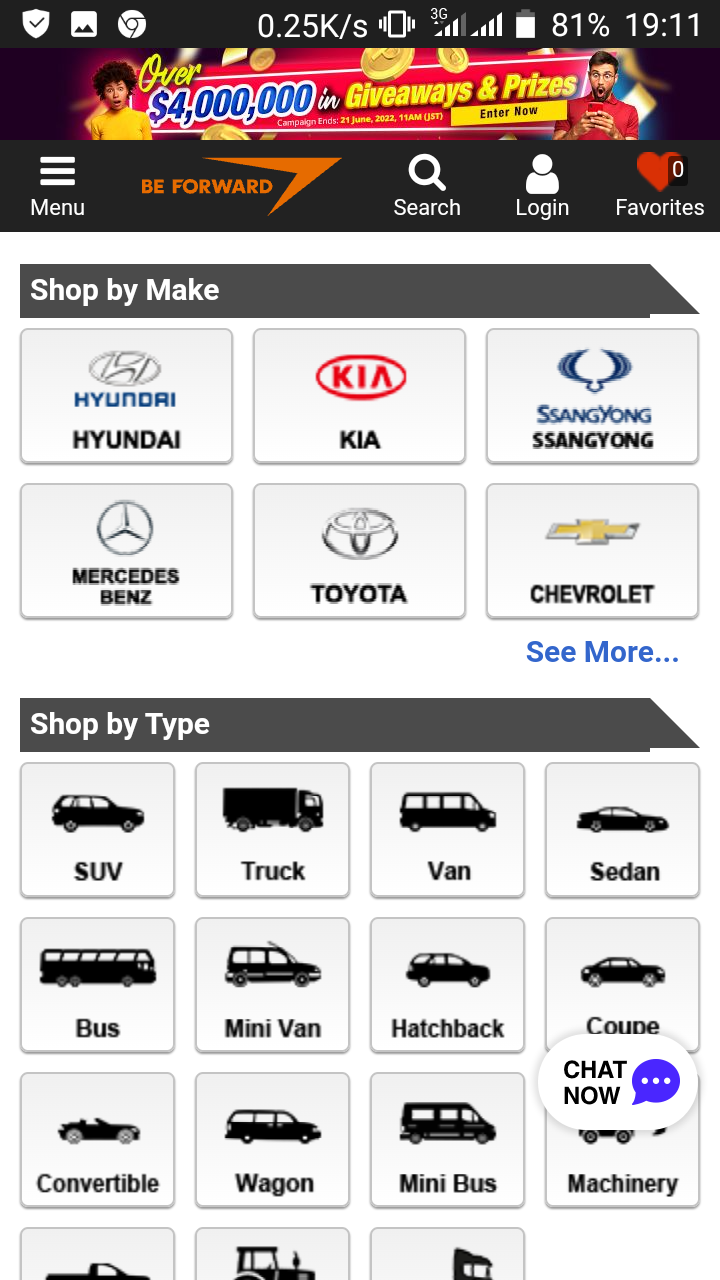 0.25K/s 3G 81% 19:11
Over
$4,000,000 in Giveaways & Prizes
Campaign Ends: 21 June, 2022, 11AM (JST)
Enter Now
Menu
BE FORWARD
Search
Login
0
Favorites
Shop by Make
HYUNDAI
HYUNDAI
KIA
KIA
SSANGYONG
SSANGYONG
MERCEDES
BENZ
TOYOTA
CHEVROLET
See More...
Shop by Type
SUV
Truck
Van
Sedan
Bus
Mini Van
Hatchback
Coupe
CHAT
NOW
Convertible
Wagon
Mini Bus
Machinery